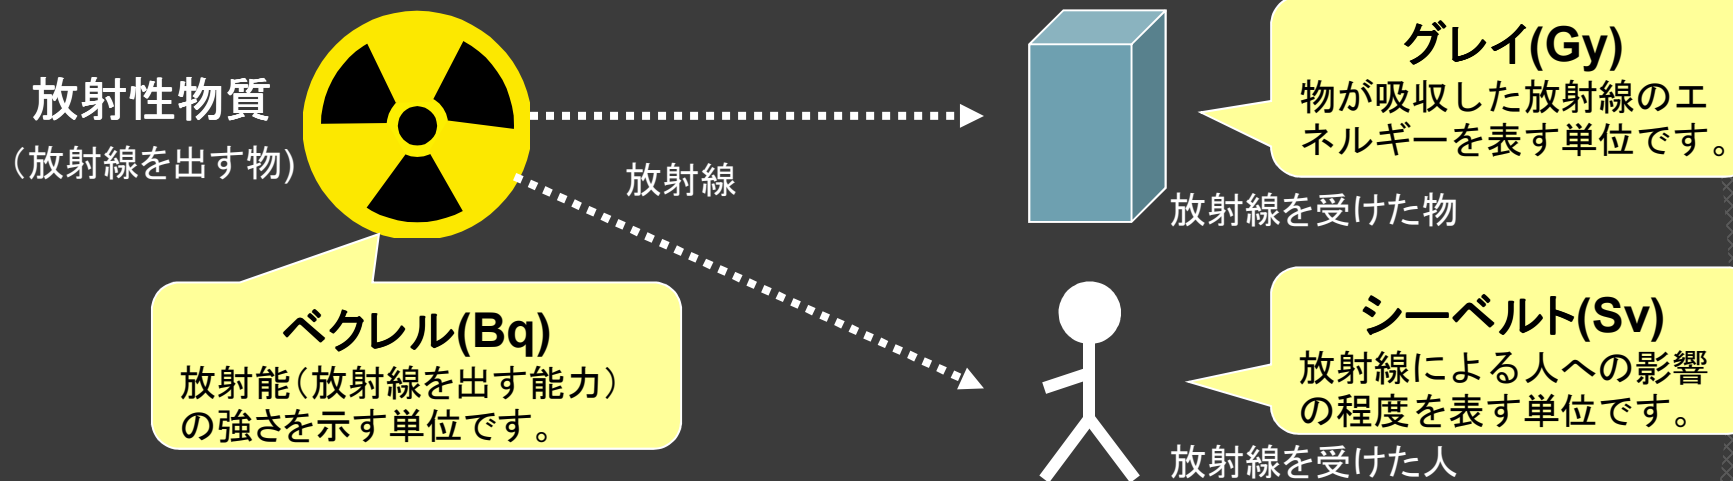 放射性物質
（放射線を出す物)
放射線
ベクレル(Bq)
放射能（放射線を出す能力）
の強さを示す単位です。
グレイ(Gy)
物が吸収した放射線のエ
ネルギーを表す単位です。
放射線を受けた物
シーベルト(Sv)
放射線による人への影響
の程度を表す単位です。
放射線を受けた人